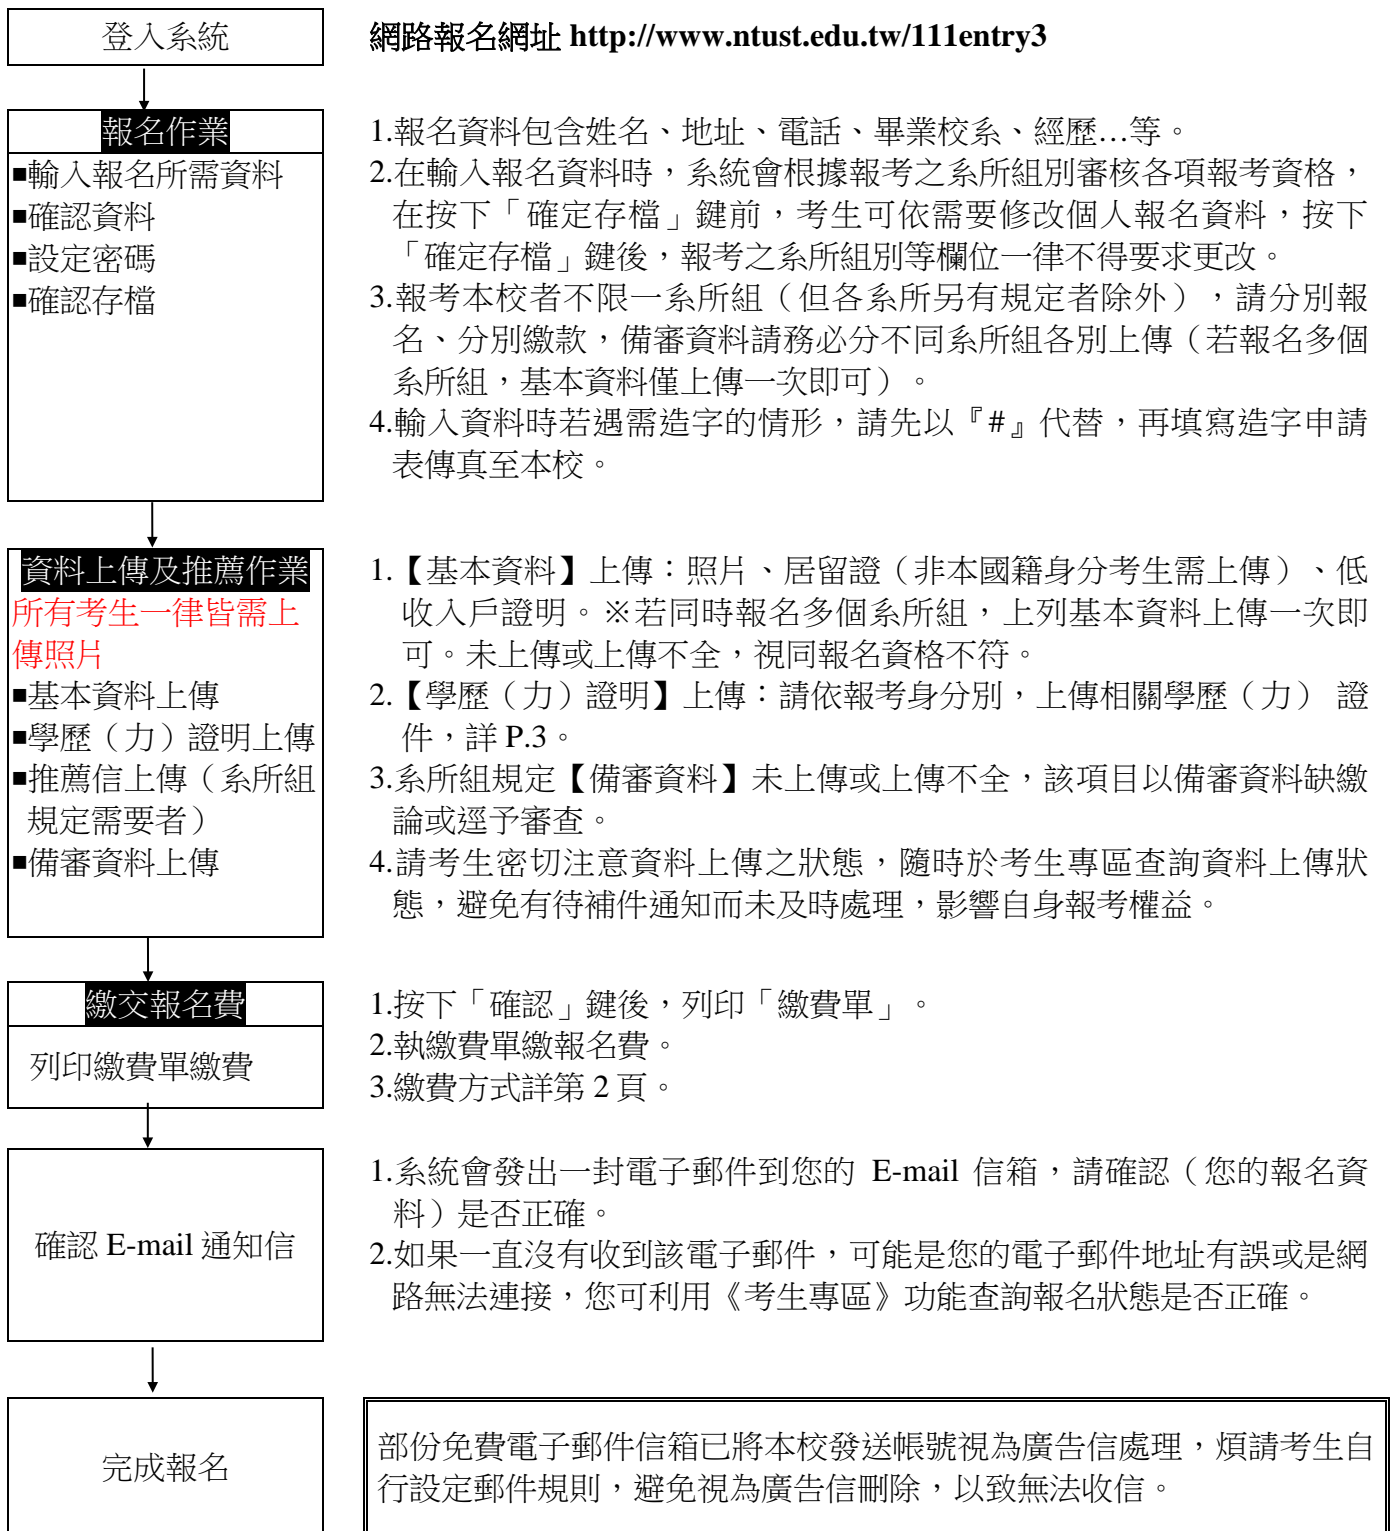 登入系統
網路報名網址 http://www.ntust.edu.tw/111entry3
報名作業
■輸入報名所需資料
■確認資料
■設定密碼
■確認存檔
1.報名資料包含姓名、地址、電話、畢業校系、經歷…等。
2.在輸入報名資料時，系統會根據報考之系所組別審核各項報考資格，
在按下「確定存檔」鍵前，考生可依需要修改個人報名資料，按下
「確定存檔」鍵後，報考之系所組別等欄位一律不得要求更改。
3.報考本校者不限一系所組（但各系所另有規定者除外），請分別報
名、分別繳款，備審資料請務必分不同系所組各別上傳（若報名多個
系所組，基本資料僅上傳一次即可）。
4.輸入資料時若遇需造字的情形，請先以『#』代替，再填寫造字申請
表傳真至本校。
資料上傳及推薦作業
所有考生一律皆需上
傳照片
■基本資料上傳
■學歷（力）證明上傳
■推薦信上傳（系所組
規定需要者）
■備審資料上傳
1.【基本資料】上傳：照片、居留證（非本國籍身分考生需上傳）、低
收入戶證明。※若同時報名多個系所組，上列基本資料上傳一次即
可。未上傳或上傳不全，視同報名資格不符。
2.【學歷（力）證明】上傳：請依報考身分別，上傳相關學歷（力） 證
件，詳 P.3。
3.系所組規定【備審資料】未上傳或上傳不全，該項目以備審資料缺繳
論或逕予審查。
4.請考生密切注意資料上傳之狀態，隨時於考生專區查詢資料上傳狀
態，避免有待補件通知而未及時處理，影響自身報考權益。
繳交報名費
列印繳費單繳費
1.按下「確認」鍵後，列印「繳費單」。
2.執繳費單繳報名費。
3.繳費方式詳第 2 頁。
確認 E-mail 通知信
1.系統會發出一封電子郵件到您的 E-mail 信箱，請確認（您的報名資
料）是否正確。
2.如果一直沒有收到該電子郵件，可能是您的電子郵件地址有誤或是網
路無法連接，您可利用《考生專區》功能查詢報名狀態是否正確。
完成報名
部份免費電子郵件信箱已將本校發送帳號視為廣告信處理，煩請考生自
行設定郵件規則，避免視為廣告信刪除，以致無法收信。